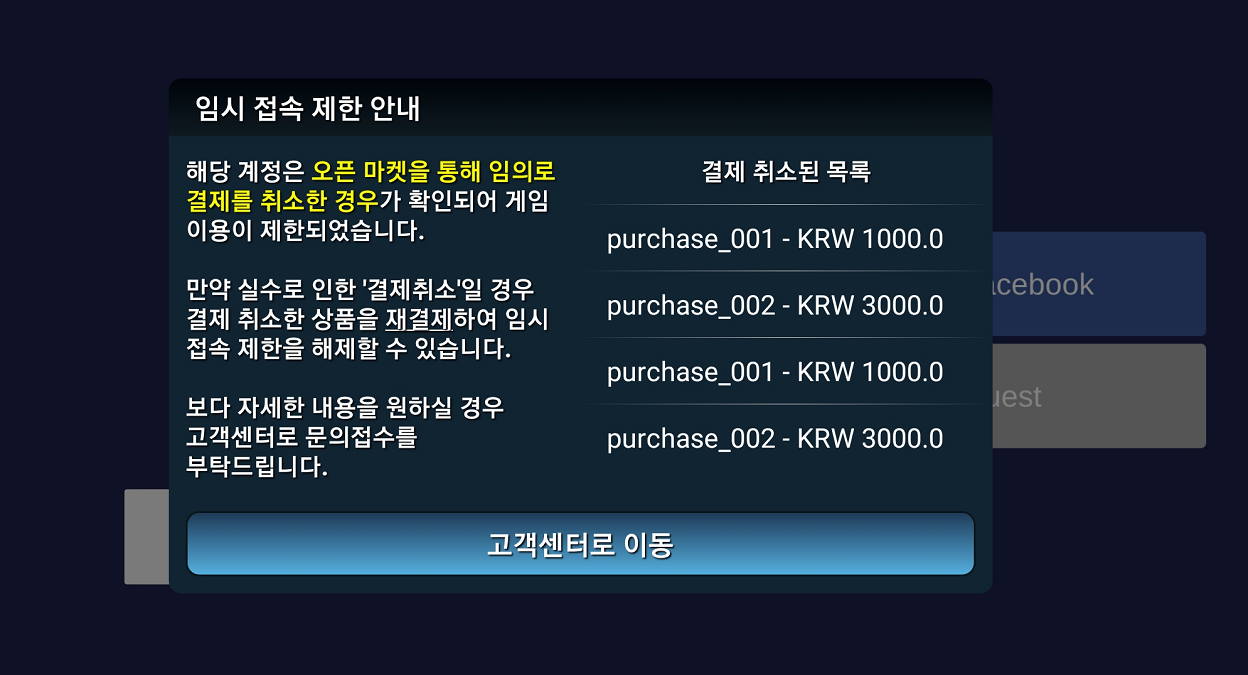 임시 접속 제한 안내
해당 계정은 오픈 마켓을 통해 임의로
결제를 취소한 경우가 확인되어 게임
이용이 제한되었습니다.
만약 실수로 인한 '결제취소'일 경우
결제 취소한 상품을 재결제하여 임시
접속 제한을 해제할 수 있습니다.
보다 자세한 내용을 원하실 경우
고객센터로 문의접수를
부탁드립니다.
결제 취소된 목록
purchase_001 - KRW 1000.0
purchase_002 - KRW 3000.0
purchase_001 - KRW 1000.0
purchase_002 - KRW 3000.0
acebook
uest
고객센터로 이동